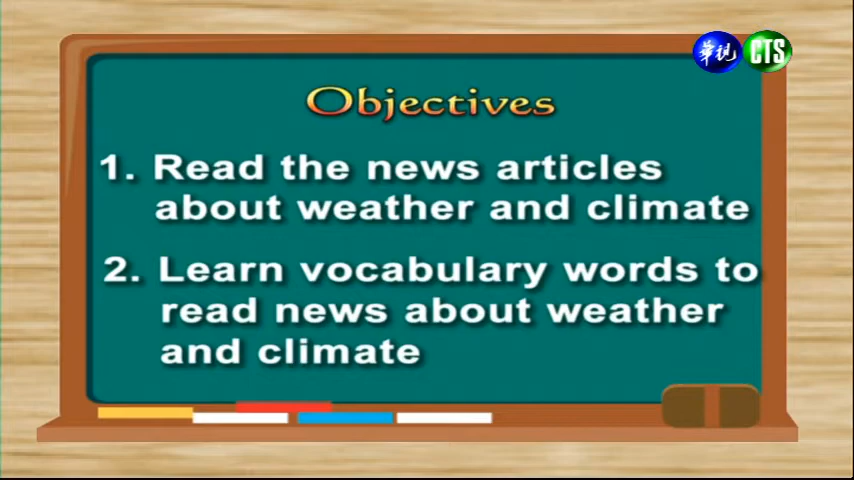 華視 CTS
Objectives
1. Read the news articles
about weather and climate
2. Learn vocabulary words to
read news about weather
and climate